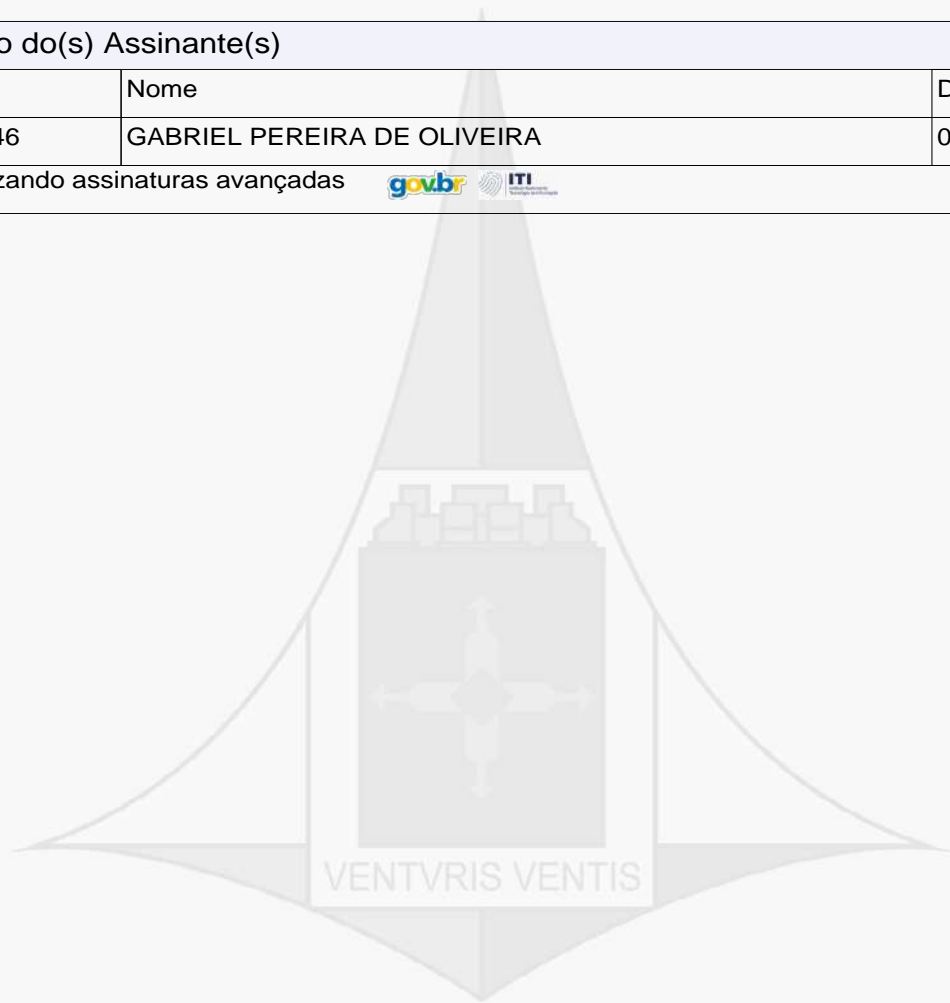 o do(s) Assinante(s)
Nome D
46 GABRIEL PEREIRA DE OLIVEIRA 0
zando assinaturas avançadas gov.br ITI
VENTVRIS VENTIS